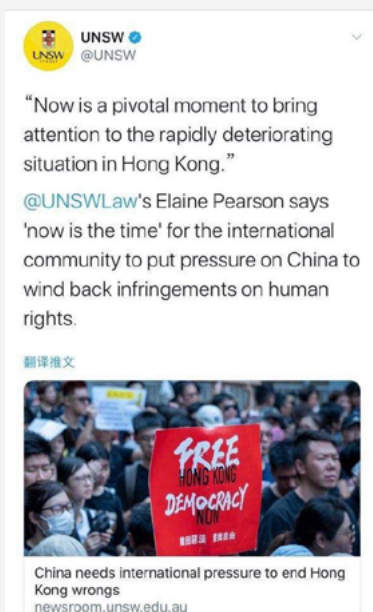 UNSW
@UNSW
UNSW
“Now is a pivotal moment to bring
attention to the rapidly deteriorating
situation in Hong Kong.”
@UNSWLaw's Elaine Pearson says
'now is the time' for the international
community to put pressure on China to
wind back infringements on human
rights.
翻译推文
FREE
HONG KONG
DEMOCRACY
NOW
China needs international pressure to end Hong
Kong wrongs
newsroom.unsw.edu.au